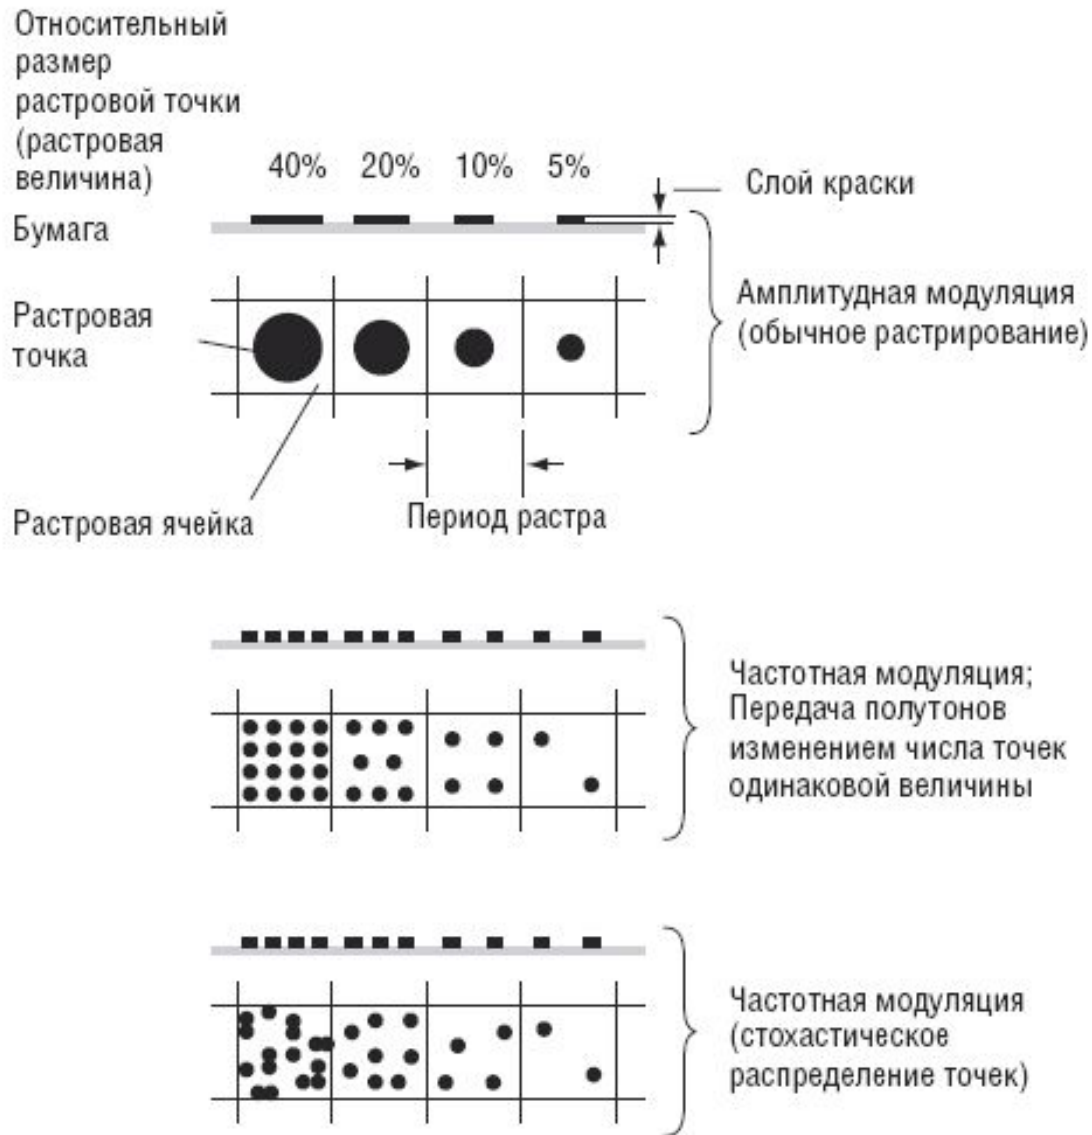 Относительный
размер
растровой точки
(растровая
величина)
40% 20% 10% 5%
Слой краски
Бумага
Амплитудная модуляция
(обычное растрирование)
Растровая
точка
Растровая ячейка
Период растра
Частотная модуляция;
Передача полутонов
изменением числа точек
одинаковой величины
Частотная модуляция
(стохастическое
распределение точек)